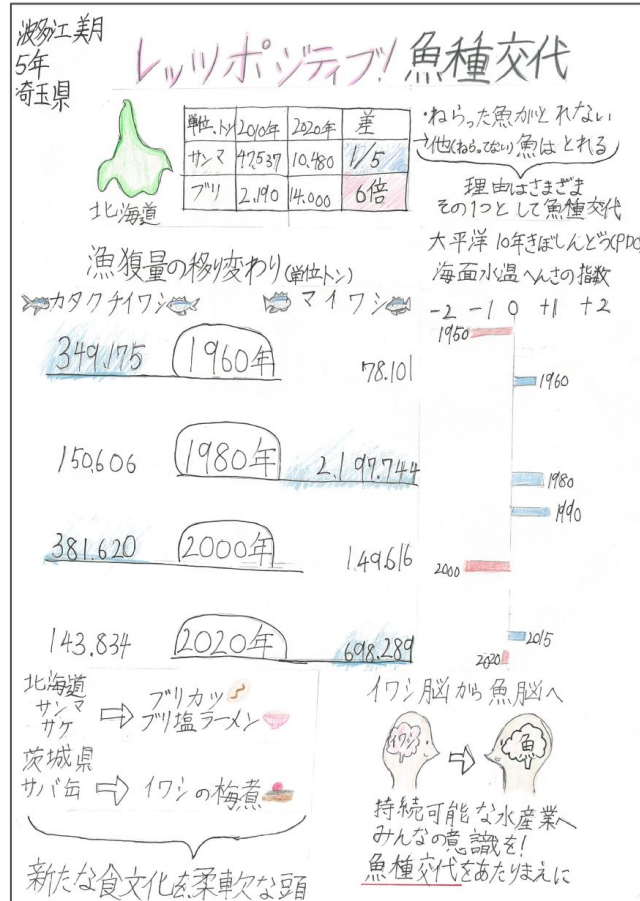 波多江美月
5年
埼玉県
レッツポジティブ!魚種交代
単位.トン 2010年 2020年 差
サンマ 47,537 10.480 1/5
ブリ 2.190 14.000 6倍
北海道
・ねらった魚がとれない
→他(ねらってない)魚はとれる
理由はさまざま
その1つとして魚種交代
大平洋10年きぼしんどう(PDO)
海面水温へんさの指数
漁獲量の移り変わり(単位トン)
カタクチイワシ マイワシ
-2 -1 0 +1 +2
1950
349.175 1960年 78.101
1960
150.606 1980年 2.197.744
1980
1990
381.620 2000年 149.616
2000
143.834 2020年 698.289
2015
2020
北海道
サンマ
サケ
⇒ ブリカツ
ブリ塩ラーメン
茨城県
サバ缶 ⇒ イワシの梅煮
新たな食文化を柔軟な頭
イワシ脳から魚脳へ
イワシ ⇒ 魚
持続可能な水産業へ
みんなの意識を!
魚種交代をあたりまえに